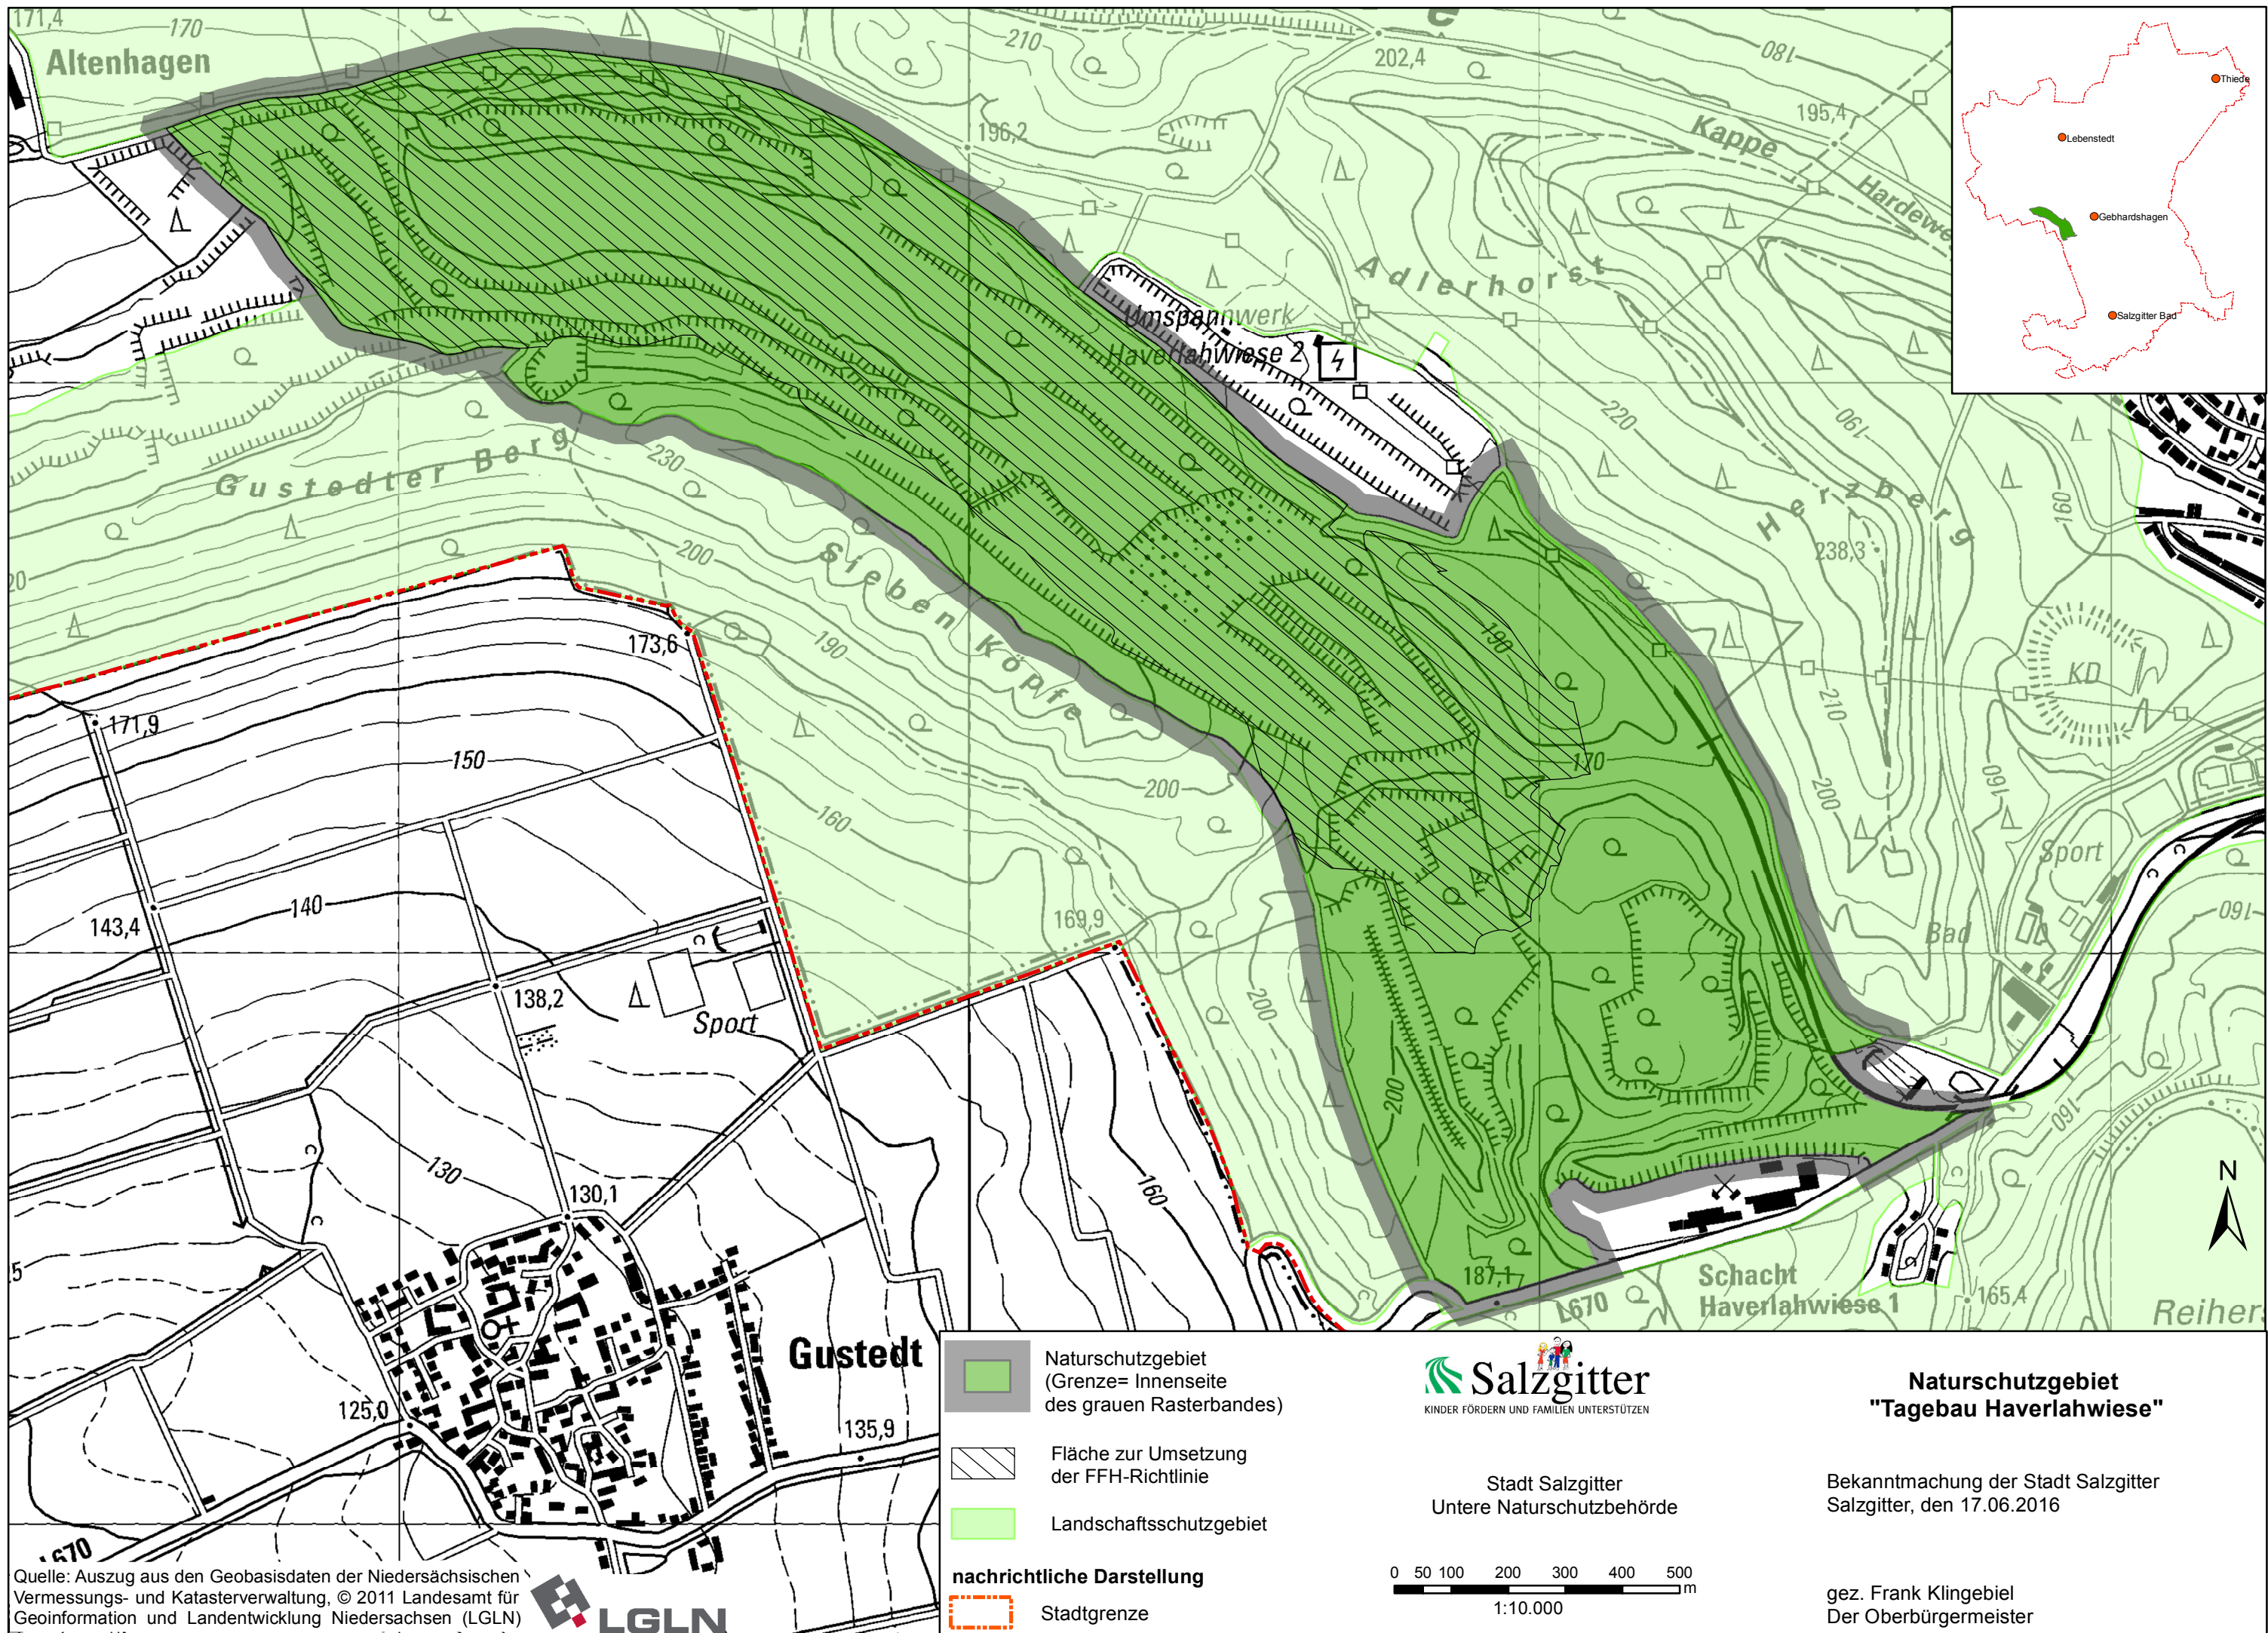 171,4
170
Altenhagen
210
202,4
180
195,4
Kappe
196,2
Adlerhorst
Umspannwerk
Haverlahwiese 2
Thiede
Lebenstedt
Gebhardshagen
Salzgitter Bad
220
190
160
Gustedter Berg
230
200
Sieben Köpfe
190
Herzberg
238,3
KD
210
20
173,6
171,9
150
190
170
200
160
200
160
Sport
143,4
140
169,9
Bad
160
138,2
Sport
200
200
130
130,1
160
160
187,1
L670
Schacht
Haverlahwiese 1
165,4
5
N
Gustedt
125,0
135,9
Naturschutzgebiet
(Grenze= Innenseite
des grauen Rasterbandes)
Fläche zur Umsetzung
der FFH-Richtlinie
Landschaftsschutzgebiet
nachrichtliche Darstellung
Stadtgrenze
Salzgitter
KINDER FÖRDERN UND FAMILIEN UNTERSTÜTZEN
Stadt Salzgitter
Untere Naturschutzbehörde
0 50 100 200 300 400 500
m
1:10.000
Naturschutzgebiet
"Tagebau Haverlahwiese"
Bekanntmachung der Stadt Salzgitter
Salzgitter, den 17.06.2016
gez. Frank Klingebiel
Der Oberbürgermeister
L670
Quelle: Auszug aus den Geobasisdaten der Niedersächsischen
Vermessungs- und Katasterverwaltung, © 2011 Landesamt für
Geoinformation und Landentwicklung Niedersachsen (LGLN)
LGLN